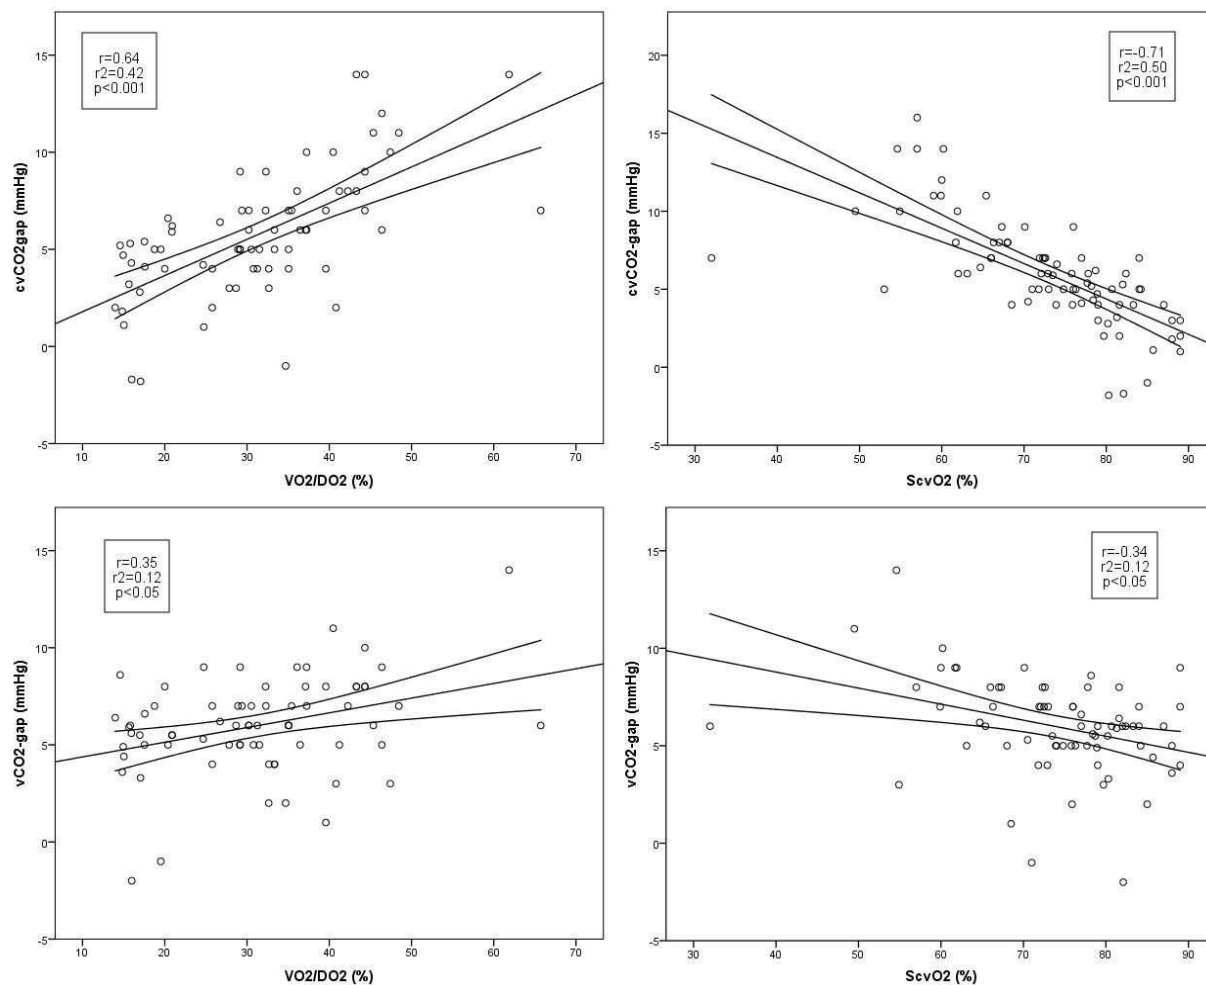 r=0.64
r2=0.42
p<0.001
15
10
5
0
-5
cvCO2gap (mmHg)
10 20 30 40 50 60 70
VO2/DO2 (%)
r=-0.71
r2=0.50
p<0.001
20
15
10
5
0
-5
cvCO2-gap (mmHg)
30 40 50 60 70 80 90
ScvO2 (%)
r=0.35
r2=0.12
p<0.05
15
10
5
0
-5
vCO2-gap (mmHg)
10 20 30 40 50 60 70
VO2/DO2 (%)
r=-0.34
r2=0.12
p<0.05
15
10
5
0
-5
vCO2-gap (mmHg)
30 40 50 60 70 80 90
ScvO2 (%)